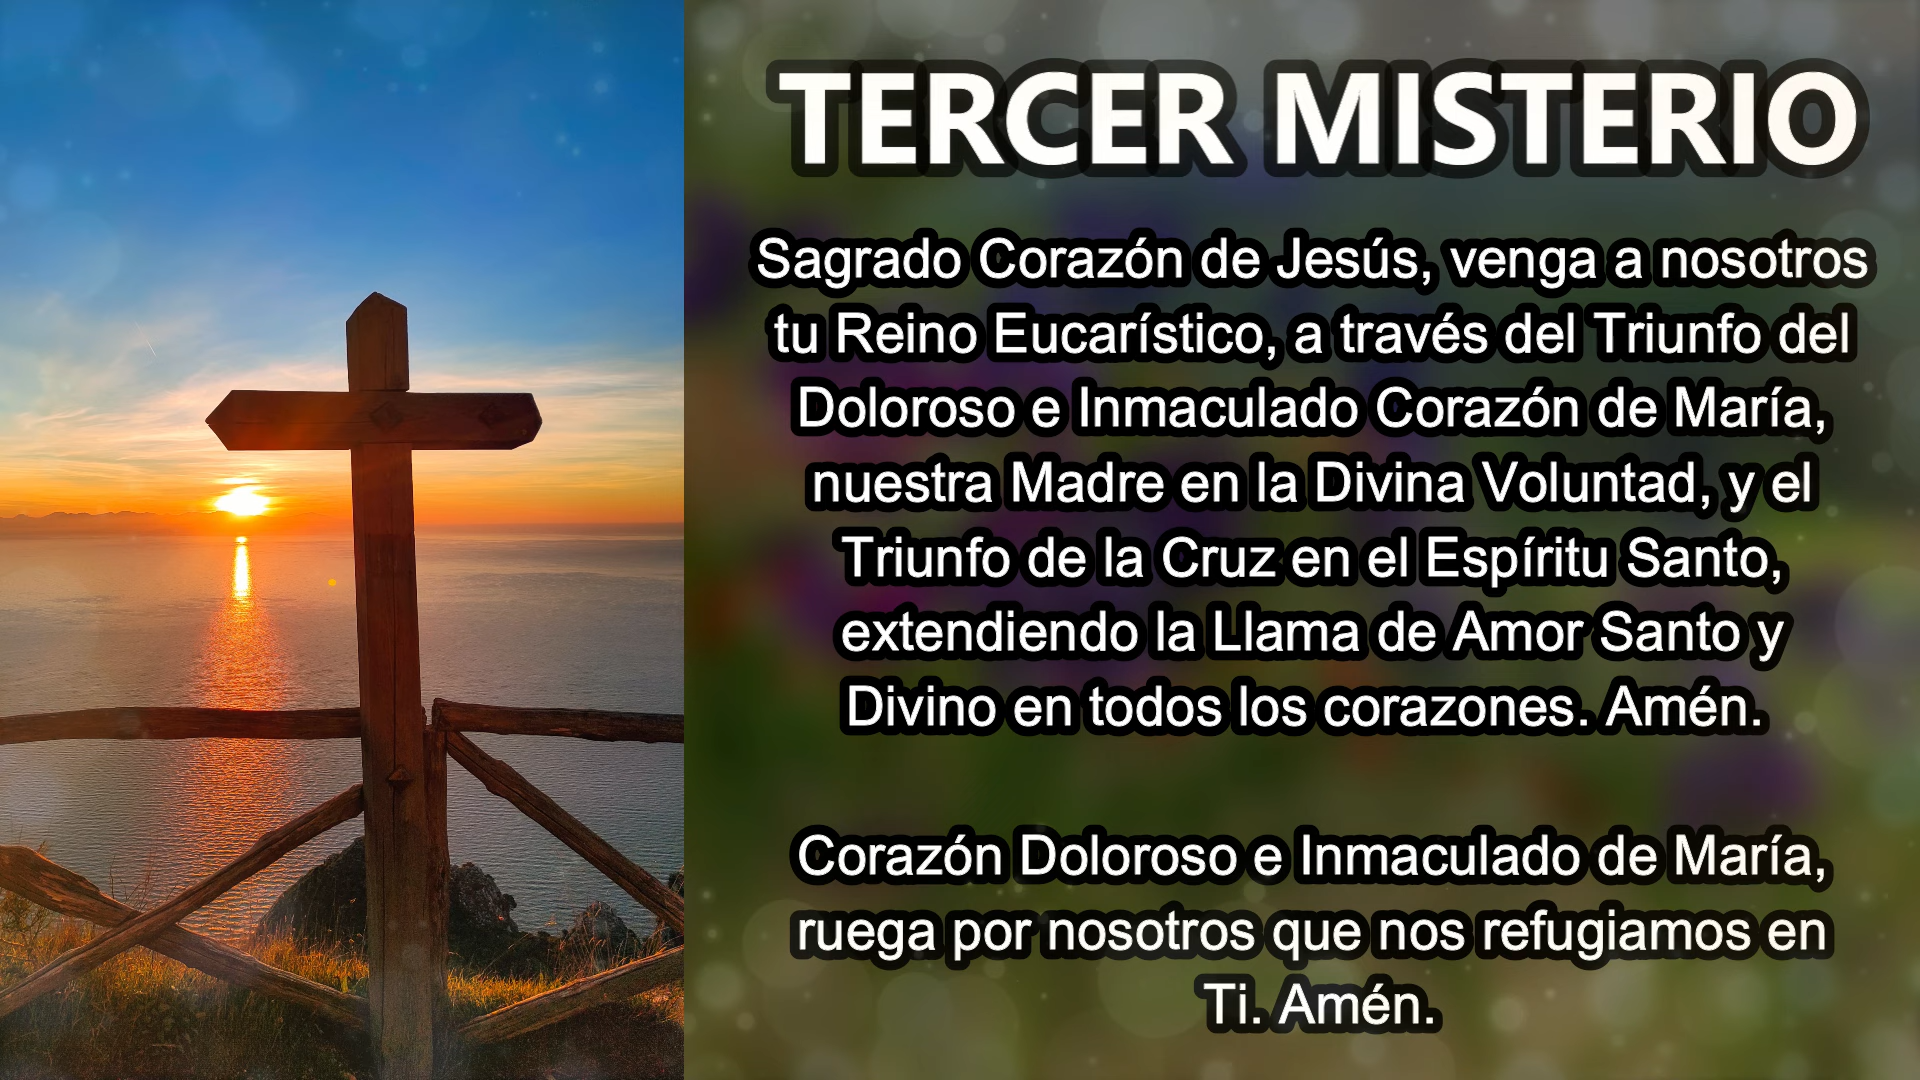 TERCER MISTERIO
Sagrado Corazón de Jesús, venga a nosotros
tu Reino Eucarístico, a través del Triunfo del
Doloroso e Inmaculado Corazón de María,
nuestra Madre en la Divina Voluntad, y el
Triunfo de la Cruz en el Espíritu Santo,
extendiendo la Llama de Amor Santo y
Divino en todos los corazones. Amén.
Corazón Doloroso e Inmaculado de María,
ruega por nosotros que nos refugiamos en
Ti. Amén.